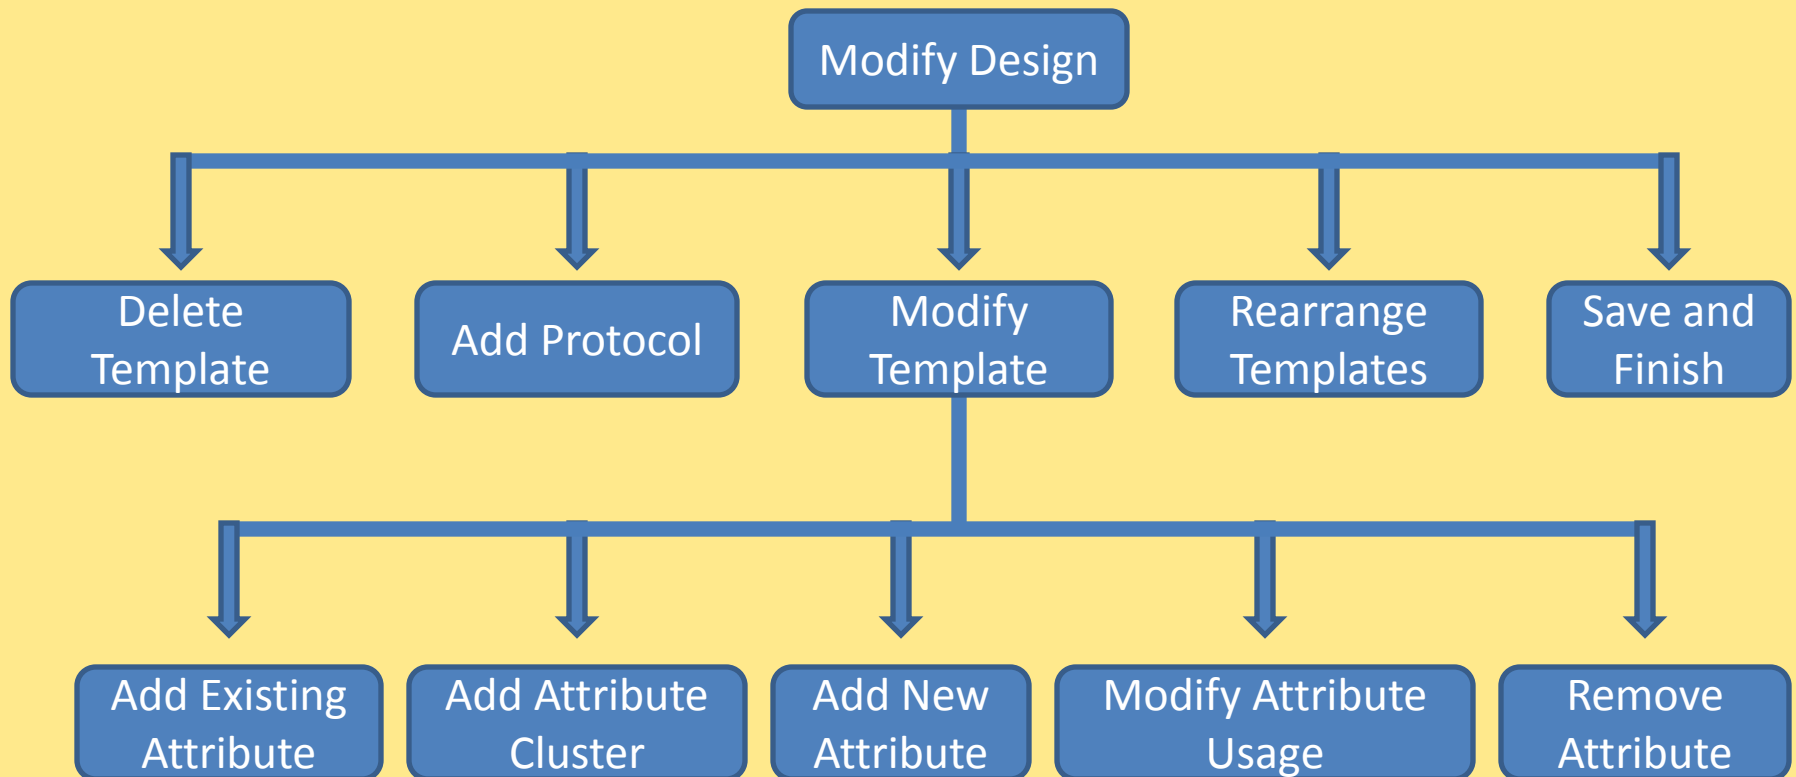 Modify Design
Delete
Template
Add Protocol
Modify
Template
Rearrange
Templates
Save and
Finish
Add Existing
Attribute
Add Attribute
Cluster
Add New
Attribute
Modify Attribute
Usage
Remove
Attribute